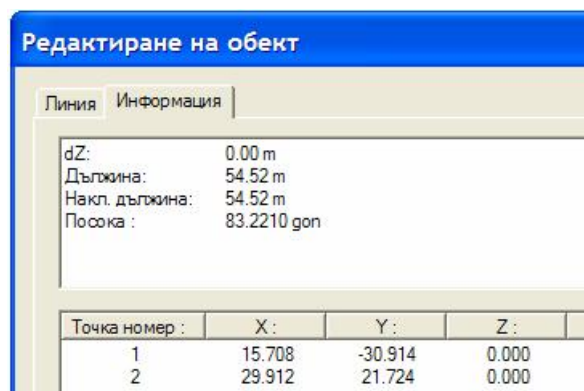 Редактиране на обект
Линия Информация
dZ: 0.00 m
Дължина: 54.52 m
Накл. дължина: 54.52 m
Посока : 83.2210 gon
Точка номер : X : Y : Z :
1 15.708 -30.914 0.000
2 29.912 21.724 0.000